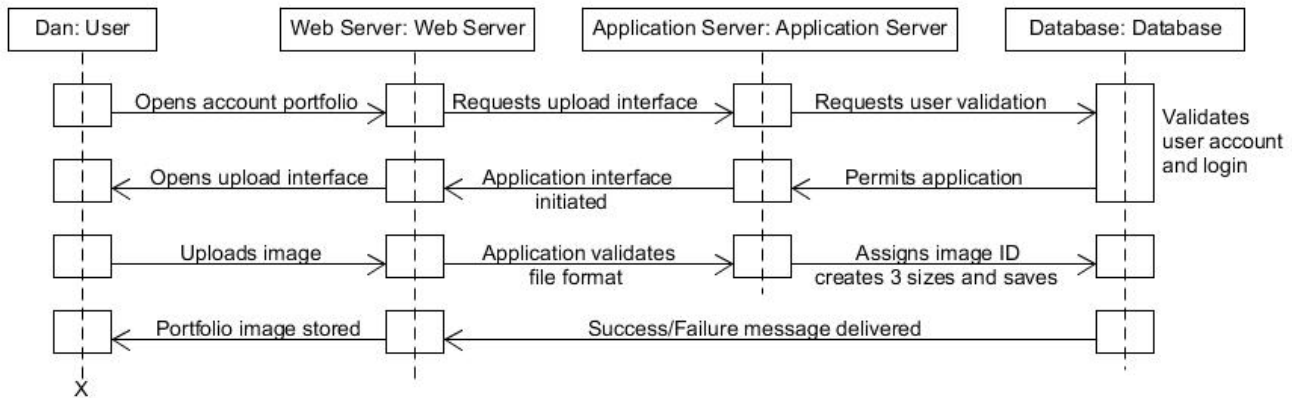 Dan: User
Web Server: Web Server
Application Server: Application Server
Database: Database
Opens account portfolio
Requests upload interface
Requests user validation
Validates
user account
and login
Opens upload interface
Application interface
initiated
Permits application
Uploads image
Application validates
file format
Assigns image ID
creates 3 sizes and saves
Portfolio image stored
Success/Failure message delivered
X